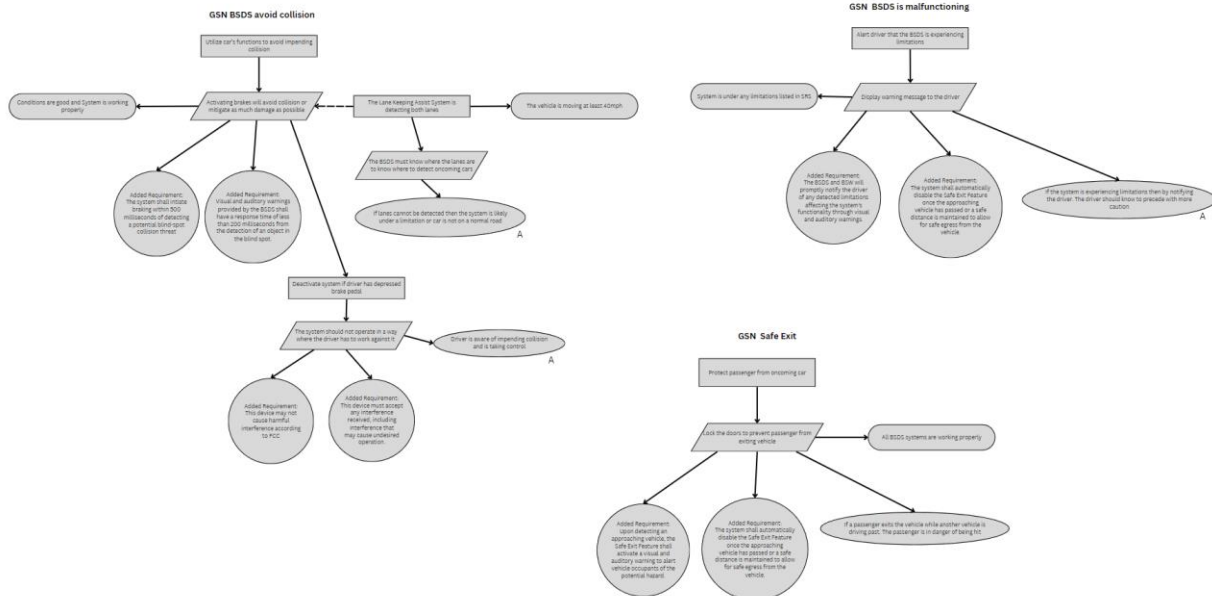 GSN BSDS avoid collision
Utilize car's functions to avoid impending
collision
Conditions are good and System is working
properly
Activating brakes will avoid collision or
mitigate as much damage as possible
The Lane Keeping Assist System is
detecting both lanes
The vehicle is moving at least 40mph
Added Requirement:
The system shall initiate
braking within 500
milliseconds of detecting
a potential blind-spot
collision threat
Added Requirement:
Visual and auditory warnings
provided by the BSDS shall
have a response time of less
than 200 milliseconds from
the detection of an object in
the blind spot.
The BSDS must know where the lanes are
to know where to detect oncoming cars
If lanes cannot be detected then the system is likely
under a limitation or car is not on a normal road
A
Deactivate system if driver has depressed
brake pedal
The system should not operate in a way
where the driver has to work against it
Driver is aware of impending collision
and is taking control
A
Added Requirement:
This device may not
cause harmful
interference according
to FCC.
Added Requirement:
This device must accept
any interference
received, including
interference that
may cause undesired
operation.
GSN BSDS is malfunctioning
Alert driver that the BSDS is experiencing
limitations
System is under any limitations listed in SRS
Display warning message to the driver
Added Requirement:
The BSDS and BSW will
promptly notify the driver
of any detected limitations
affecting the system's
functionality through visual
and auditory warnings.
Added Requirement:
The system shall automatically
disable the Safe Exit Feature
once the approaching
vehicle has passed or a safe
distance is maintained to allow
for safe egress from the
vehicle.
If the system is experiencing limitations then by notifying
the driver. The driver should know to precede with more
caution
A
GSN Safe Exit
Protect passenger from oncoming car
Lock the doors to prevent passenger from
exiting vehicle
All BSDS systems are working properly
Added Requirement:
Upon detecting an
approaching vehicle, the
Safe Exit Feature shall
activate a visual and
auditory warning to alert
vehicle occupants of the
potential hazard.
Added Requirement:
The system shall automatically
disable the Safe Exit Feature
once the approaching
vehicle has passed or a safe
distance is maintained to allow
for safe egress from the
vehicle.
If a passenger exits the vehicle while another vehicle is
driving past. The passenger is in danger of being hit